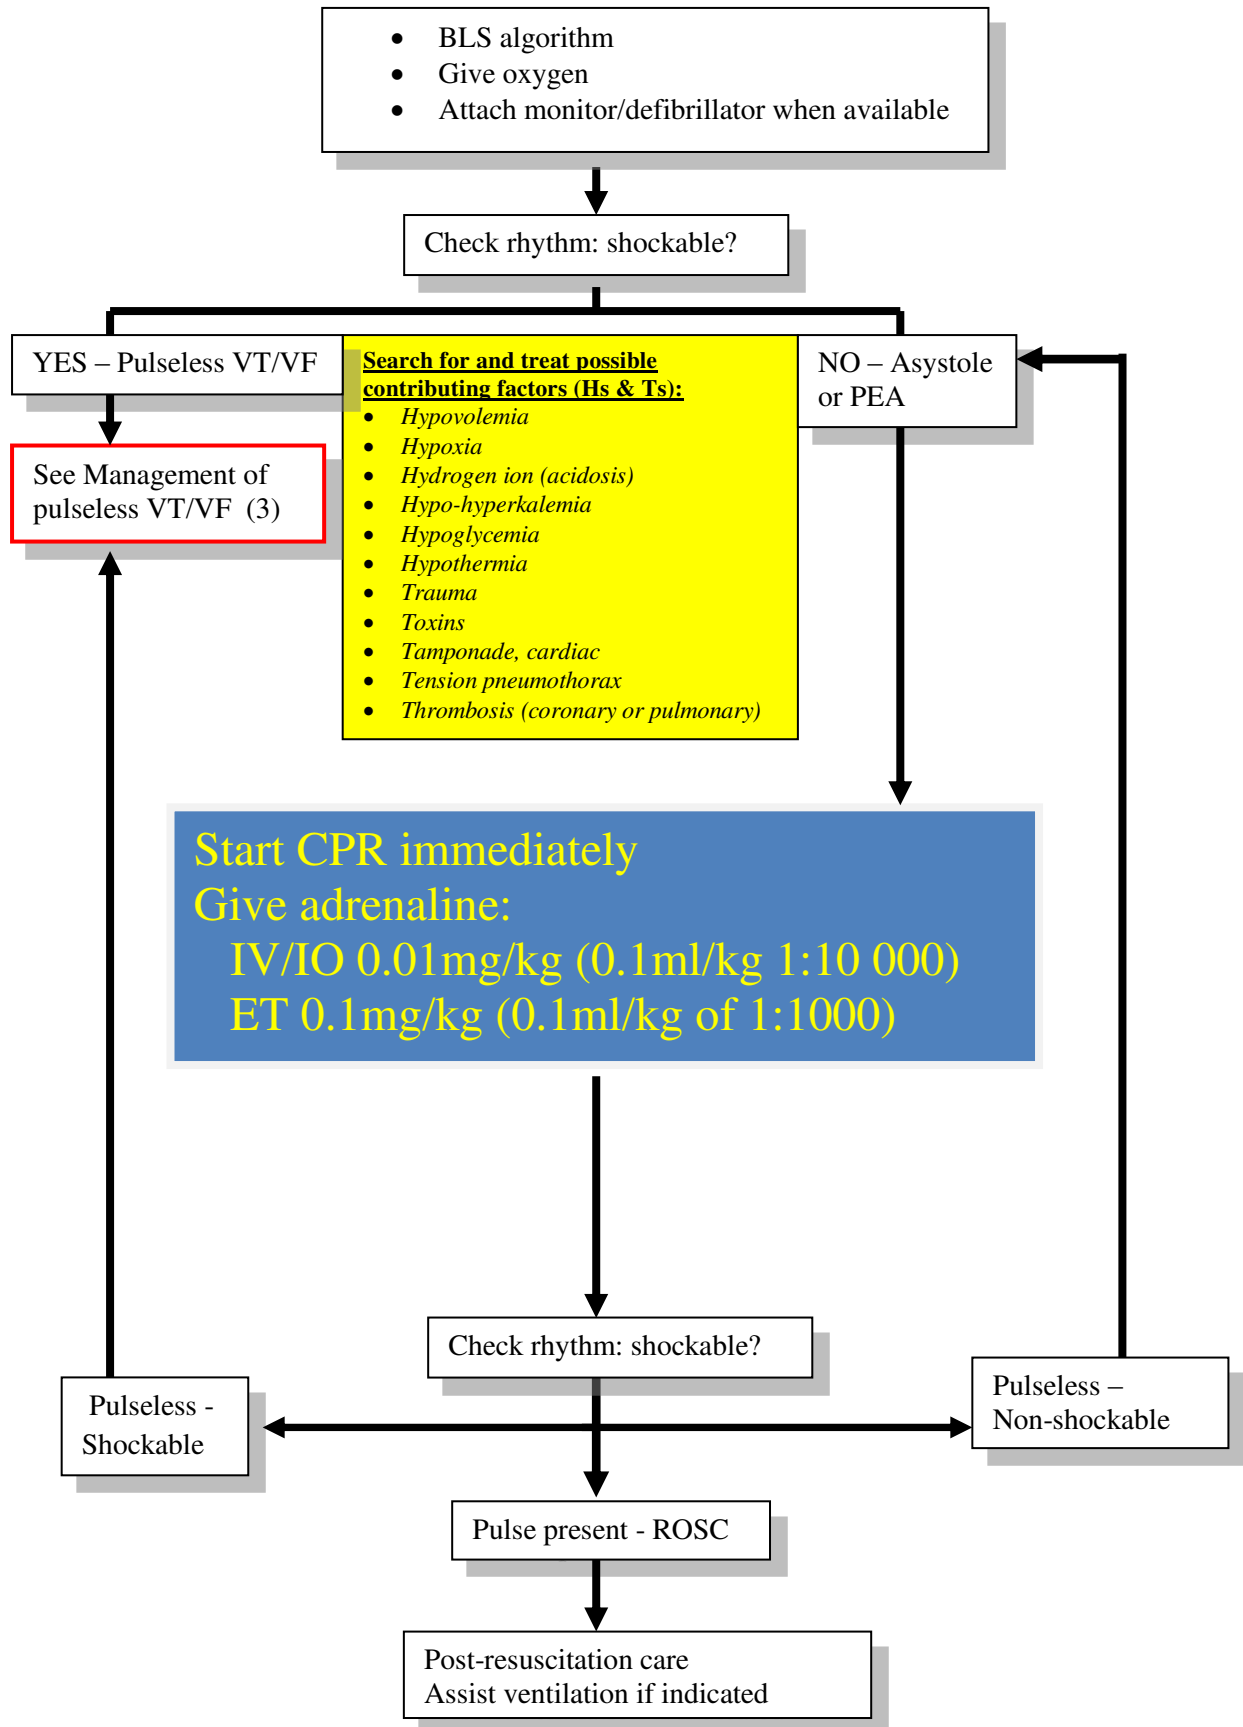 • BLS algorithm
• Give oxygen
• Attach monitor/defibrillator when available
Check rhythm: shockable?
YES – Pulseless VT/VF
See Management of
pulseless VT/VF (3)
Search for and treat possible
contributing factors (Hs & Ts):
• Hypovolemia
• Hypoxia
• Hydrogen ion (acidosis)
• Hypo-hyperkalemia
• Hypoglycemia
• Hypothermia
• Trauma
• Toxins
• Tamponade, cardiac
• Tension pneumothorax
• Thrombosis (coronary or pulmonary)
NO – Asystole
or PEA
Start CPR immediately
Give adrenaline:
IV/IO 0.01mg/kg (0.1ml/kg 1:10 000)
ET 0.1mg/kg (0.1ml/kg of 1:1000)
Check rhythm: shockable?
Pulseless -
Shockable
Pulseless –
Non-shockable
Pulse present - ROSC
Post-resuscitation care
Assist ventilation if indicated